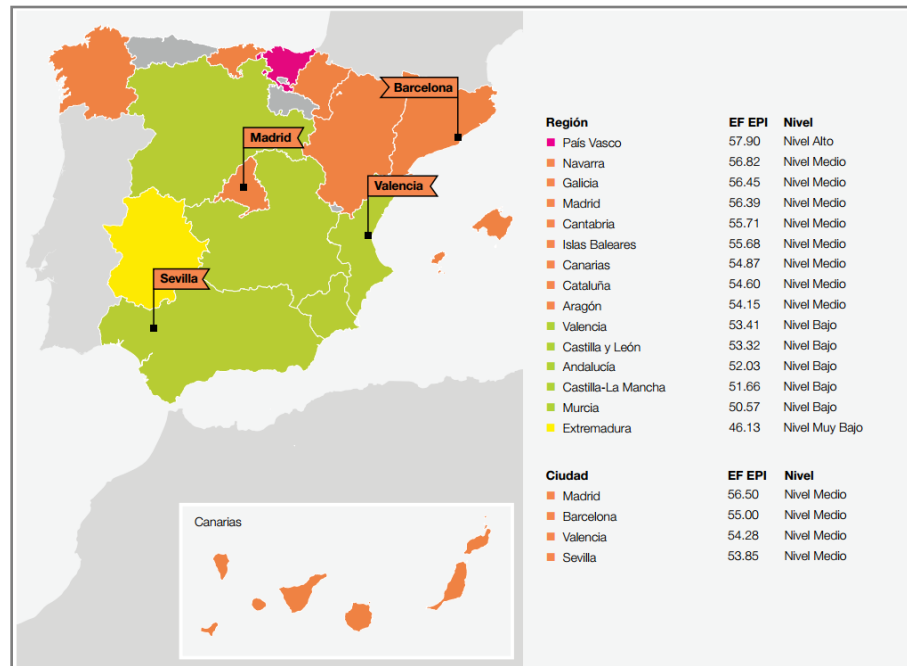 Barcelona
Madrid
Valencia
Sevilla
Canarias
Región EF EPI Nivel
País Vasco 57.90 Nivel Alto
Navarra 56.82 Nivel Medio
Galicia 56.45 Nivel Medio
Madrid 56.39 Nivel Medio
Cantabria 55.71 Nivel Medio
Islas Baleares 55.68 Nivel Medio
Canarias 54.87 Nivel Medio
Cataluña 54.60 Nivel Medio
Aragón 54.15 Nivel Medio
Valencia 53.41 Nivel Bajo
Castilla y León 53.32 Nivel Bajo
Andalucía 52.03 Nivel Bajo
Castilla-La Mancha 51.66 Nivel Bajo
Murcia 50.57 Nivel Bajo
Extremadura 46.13 Nivel Muy Bajo
Ciudad EF EPI Nivel
Madrid 56.50 Nivel Medio
Barcelona 55.00 Nivel Medio
Valencia 54.28 Nivel Medio
Sevilla 53.85 Nivel Medio